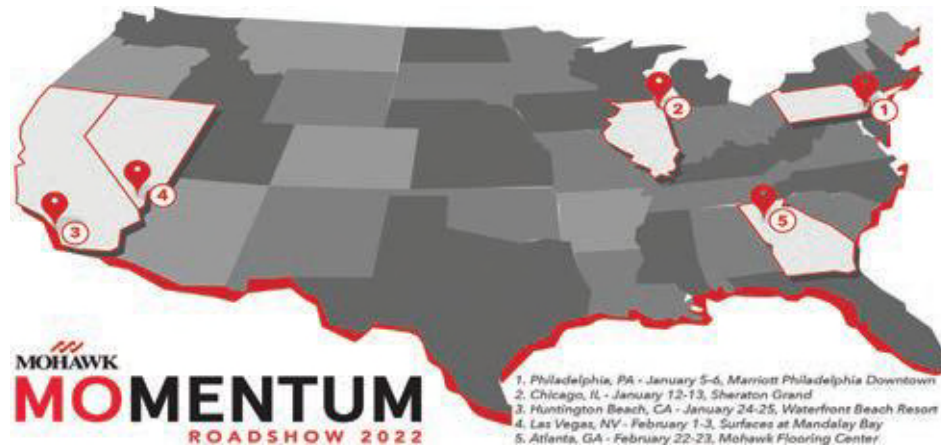 2
1
4
3
5
MOHAWK
MOMENTUM
ROADSHOW 2022
1. Philadelphia, PA - January 5-6, Marriott Philadelphia Downtown
2. Chicago, IL - January 12-13, Sheraton Grand
3. Huntington Beach, CA - January 24-25, Waterfront Beach Resort
4. Las Vegas, NV - February 1-3, Surfaces at Mandalay Bay
5. Atlanta, GA - February 22-23, Mohawk Flooring Center